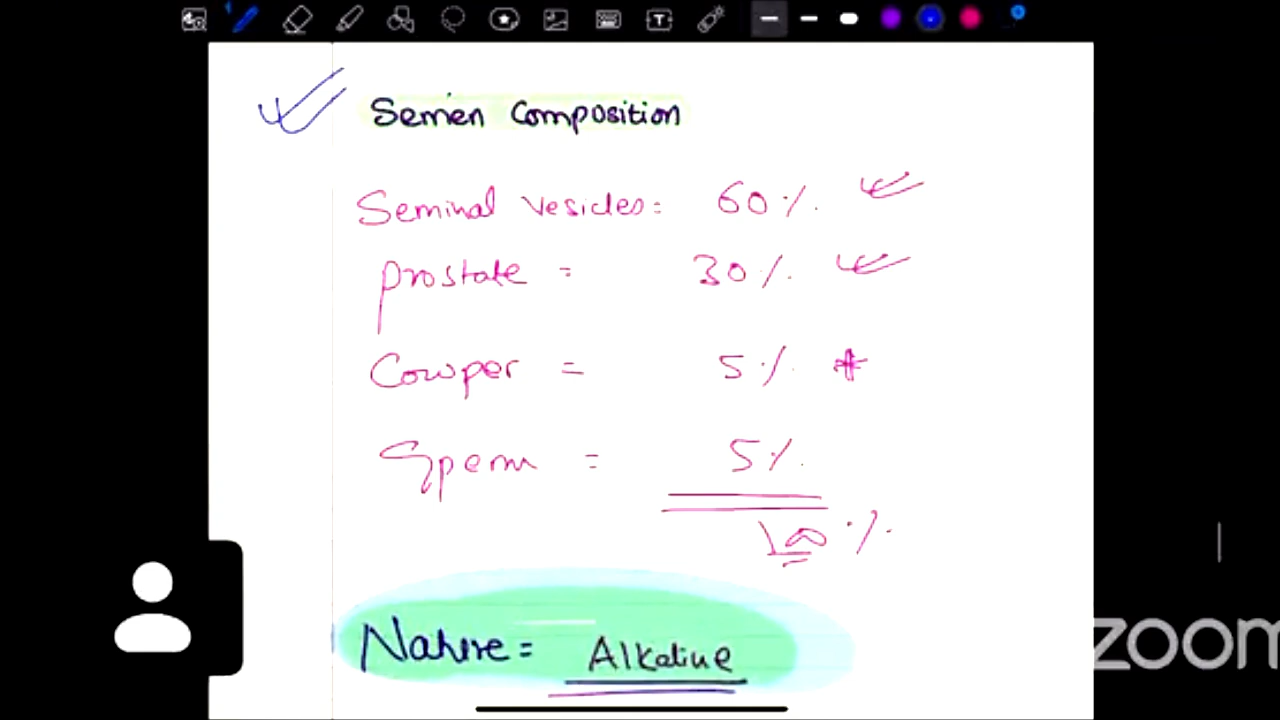 Semen Composition
Seminal vesicles = 60%
Prostate = 30%
Cowper = 5% *
Sperm = 5%
100%
Nature = Alkaline
zoom